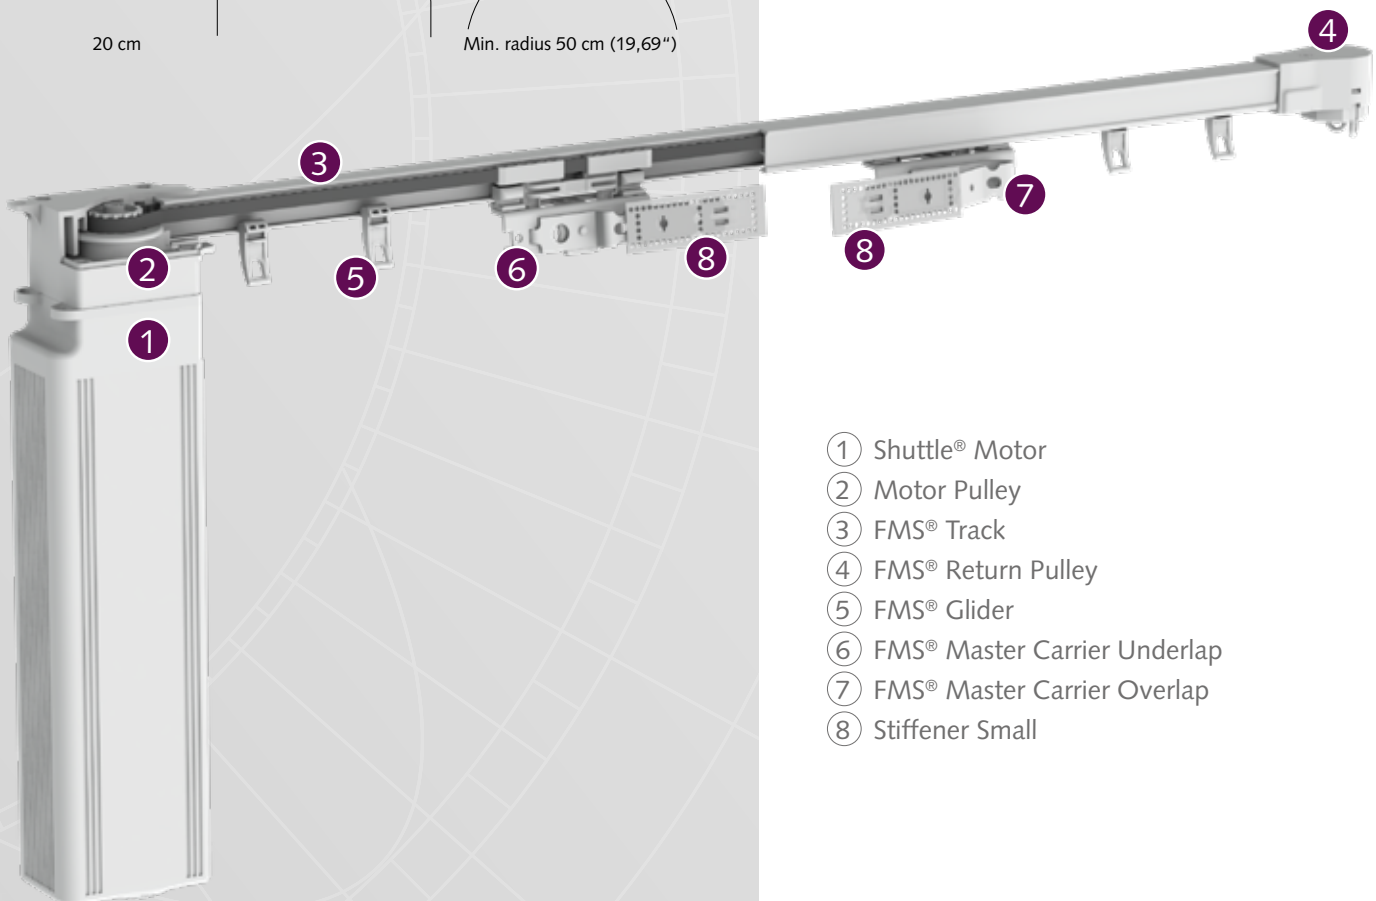 20 cm
Min. radius 50 cm (19,69“)
4
3
7
8
8
6
5
2
1
1 Shuttle® Motor
2 Motor Pulley
3 FMS® Track
4 FMS® Return Pulley
5 FMS® Glider
6 FMS® Master Carrier Underlap
7 FMS® Master Carrier Overlap
8 Stiffener Small